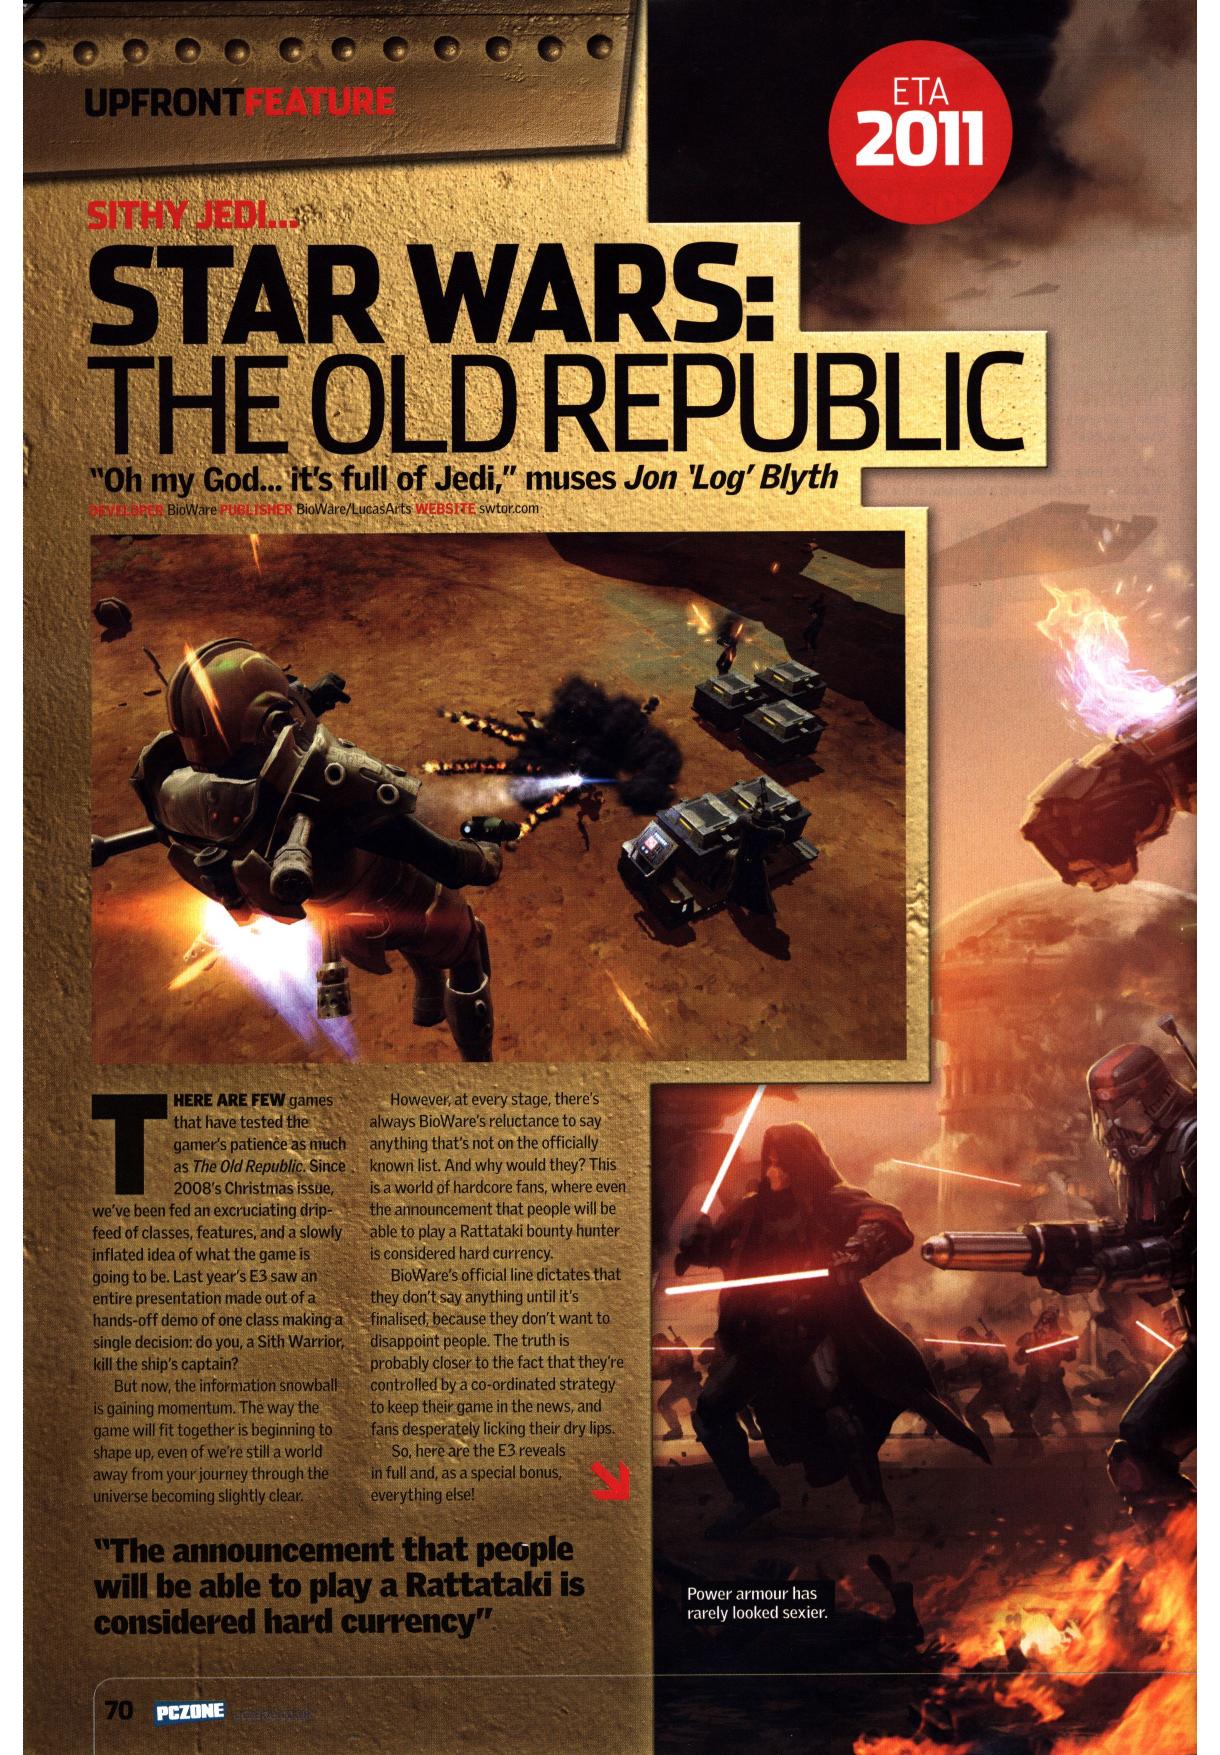 UPFRONTFEATURE
ETA
2011
SITHY JEDI...
STAR WARS:
THE OLD REPUBLIC
“Oh my God... it’s full of Jedi,” muses Jon ‘Log’ Blyth
DEVELOPER BioWare PUBLISHER BioWare/LucasArts WEBSITE swtor.com
THERE ARE FEW games
that have tested the
gamer’s patience as much
as The Old Republic. Since
2008’s Christmas issue,
we’ve been fed an excruciating drip-
feed of classes, features, and a slowly
inflated idea of what the game is
going to be. Last year’s E3 saw an
entire presentation made out of a
hands-off demo of one class making a
single decision: do you, a Sith Warrior,
kill the ship’s captain?
But now, the information snowball
is gaining momentum. The way the
game will fit together is beginning to
shape up, even of we’re still a world
away from your journey through the
universe becoming slightly clear.
However, at every stage, there’s
always BioWare’s reluctance to say
anything that’s not on the officially
known list. And why would they? This
is a world of hardcore fans, where even
the announcement that people will be
able to play a Rattataki bounty hunter
is considered hard currency.
BioWare’s official line dictates that
they don’t say anything until it’s
finalised, because they don’t want to
disappoint people. The truth is
probably closer to the fact that they’re
controlled by a co-ordinated strategy
to keep their game in the news, and
fans desperately licking their dry lips.
So, here are the E3 reveals
in full and, as a special bonus,
everything else!
“The announcement that people
will be able to play a Rattataki is
considered hard currency”
Power armour has
rarely looked sexier.
70 PCZONE